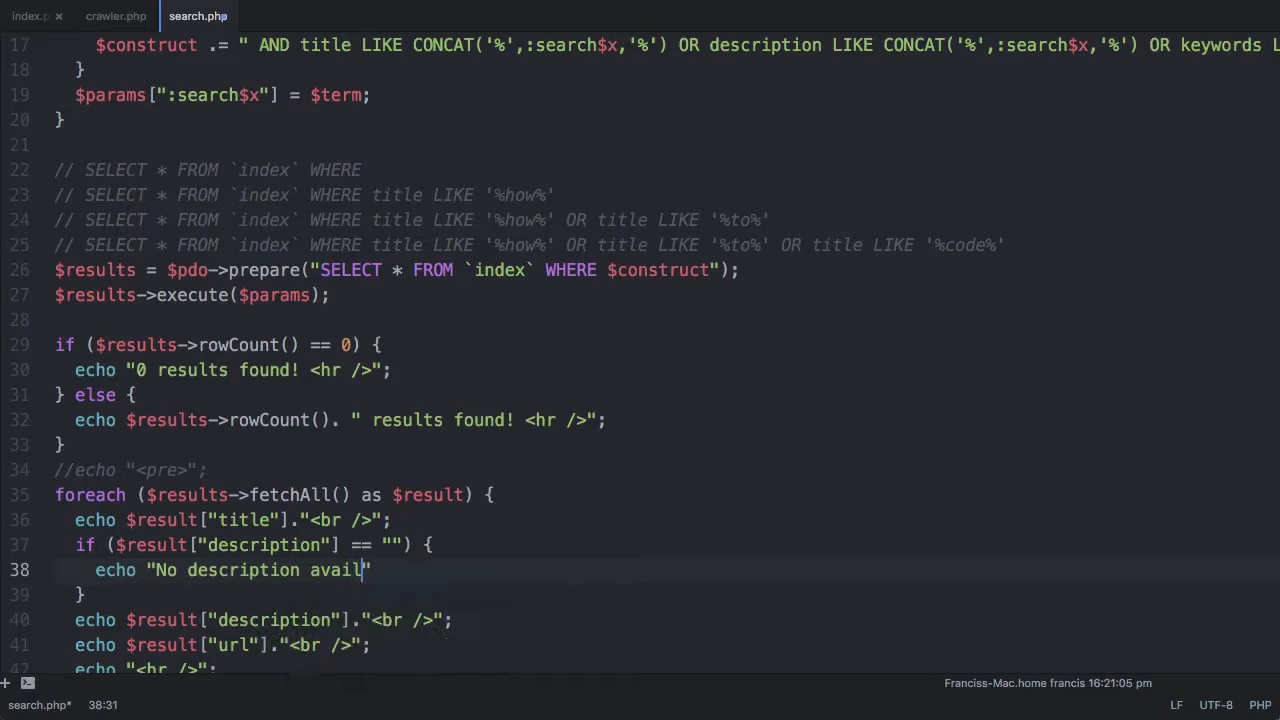 index.p × crawler.php search.php
17 $construct .= " AND title LIKE CONCAT('%',:search$x,'%') OR description LIKE CONCAT('%',:search$x,'%') OR keywords L
18 }
19 $params[":search$x"] = $term;
20 }
21
22 // SELECT * FROM `index` WHERE
23 // SELECT * FROM `index` WHERE title LIKE '%how%'
24 // SELECT * FROM `index` WHERE title LIKE '%how%' OR title LIKE '%to%'
25 // SELECT * FROM `index` WHERE title LIKE '%how%' OR title LIKE '%to%' OR title LIKE '%code%'
26 $results = $pdo->prepare("SELECT * FROM `index` WHERE $construct");
27 $results->execute($params);
28
29 if ($results->rowCount() == 0) {
30 echo "0 results found! <hr />";
31 } else {
32 echo $results->rowCount(). " results found! <hr />";
33 }
34 //echo "<pre>";
35 foreach ($results->fetchAll() as $result) {
36 echo $result["title"]."<br />";
37 if ($result["description"] == "") {
38 echo "No description avail"
39 }
40 echo $result["description"]."<br />";
41 echo $result["url"]."<br />";
42 echo "<hr />";
+ Franciss-Mac.home francis 16:21:05 pm
search.php* 38:31 LF UTF-8 PHP